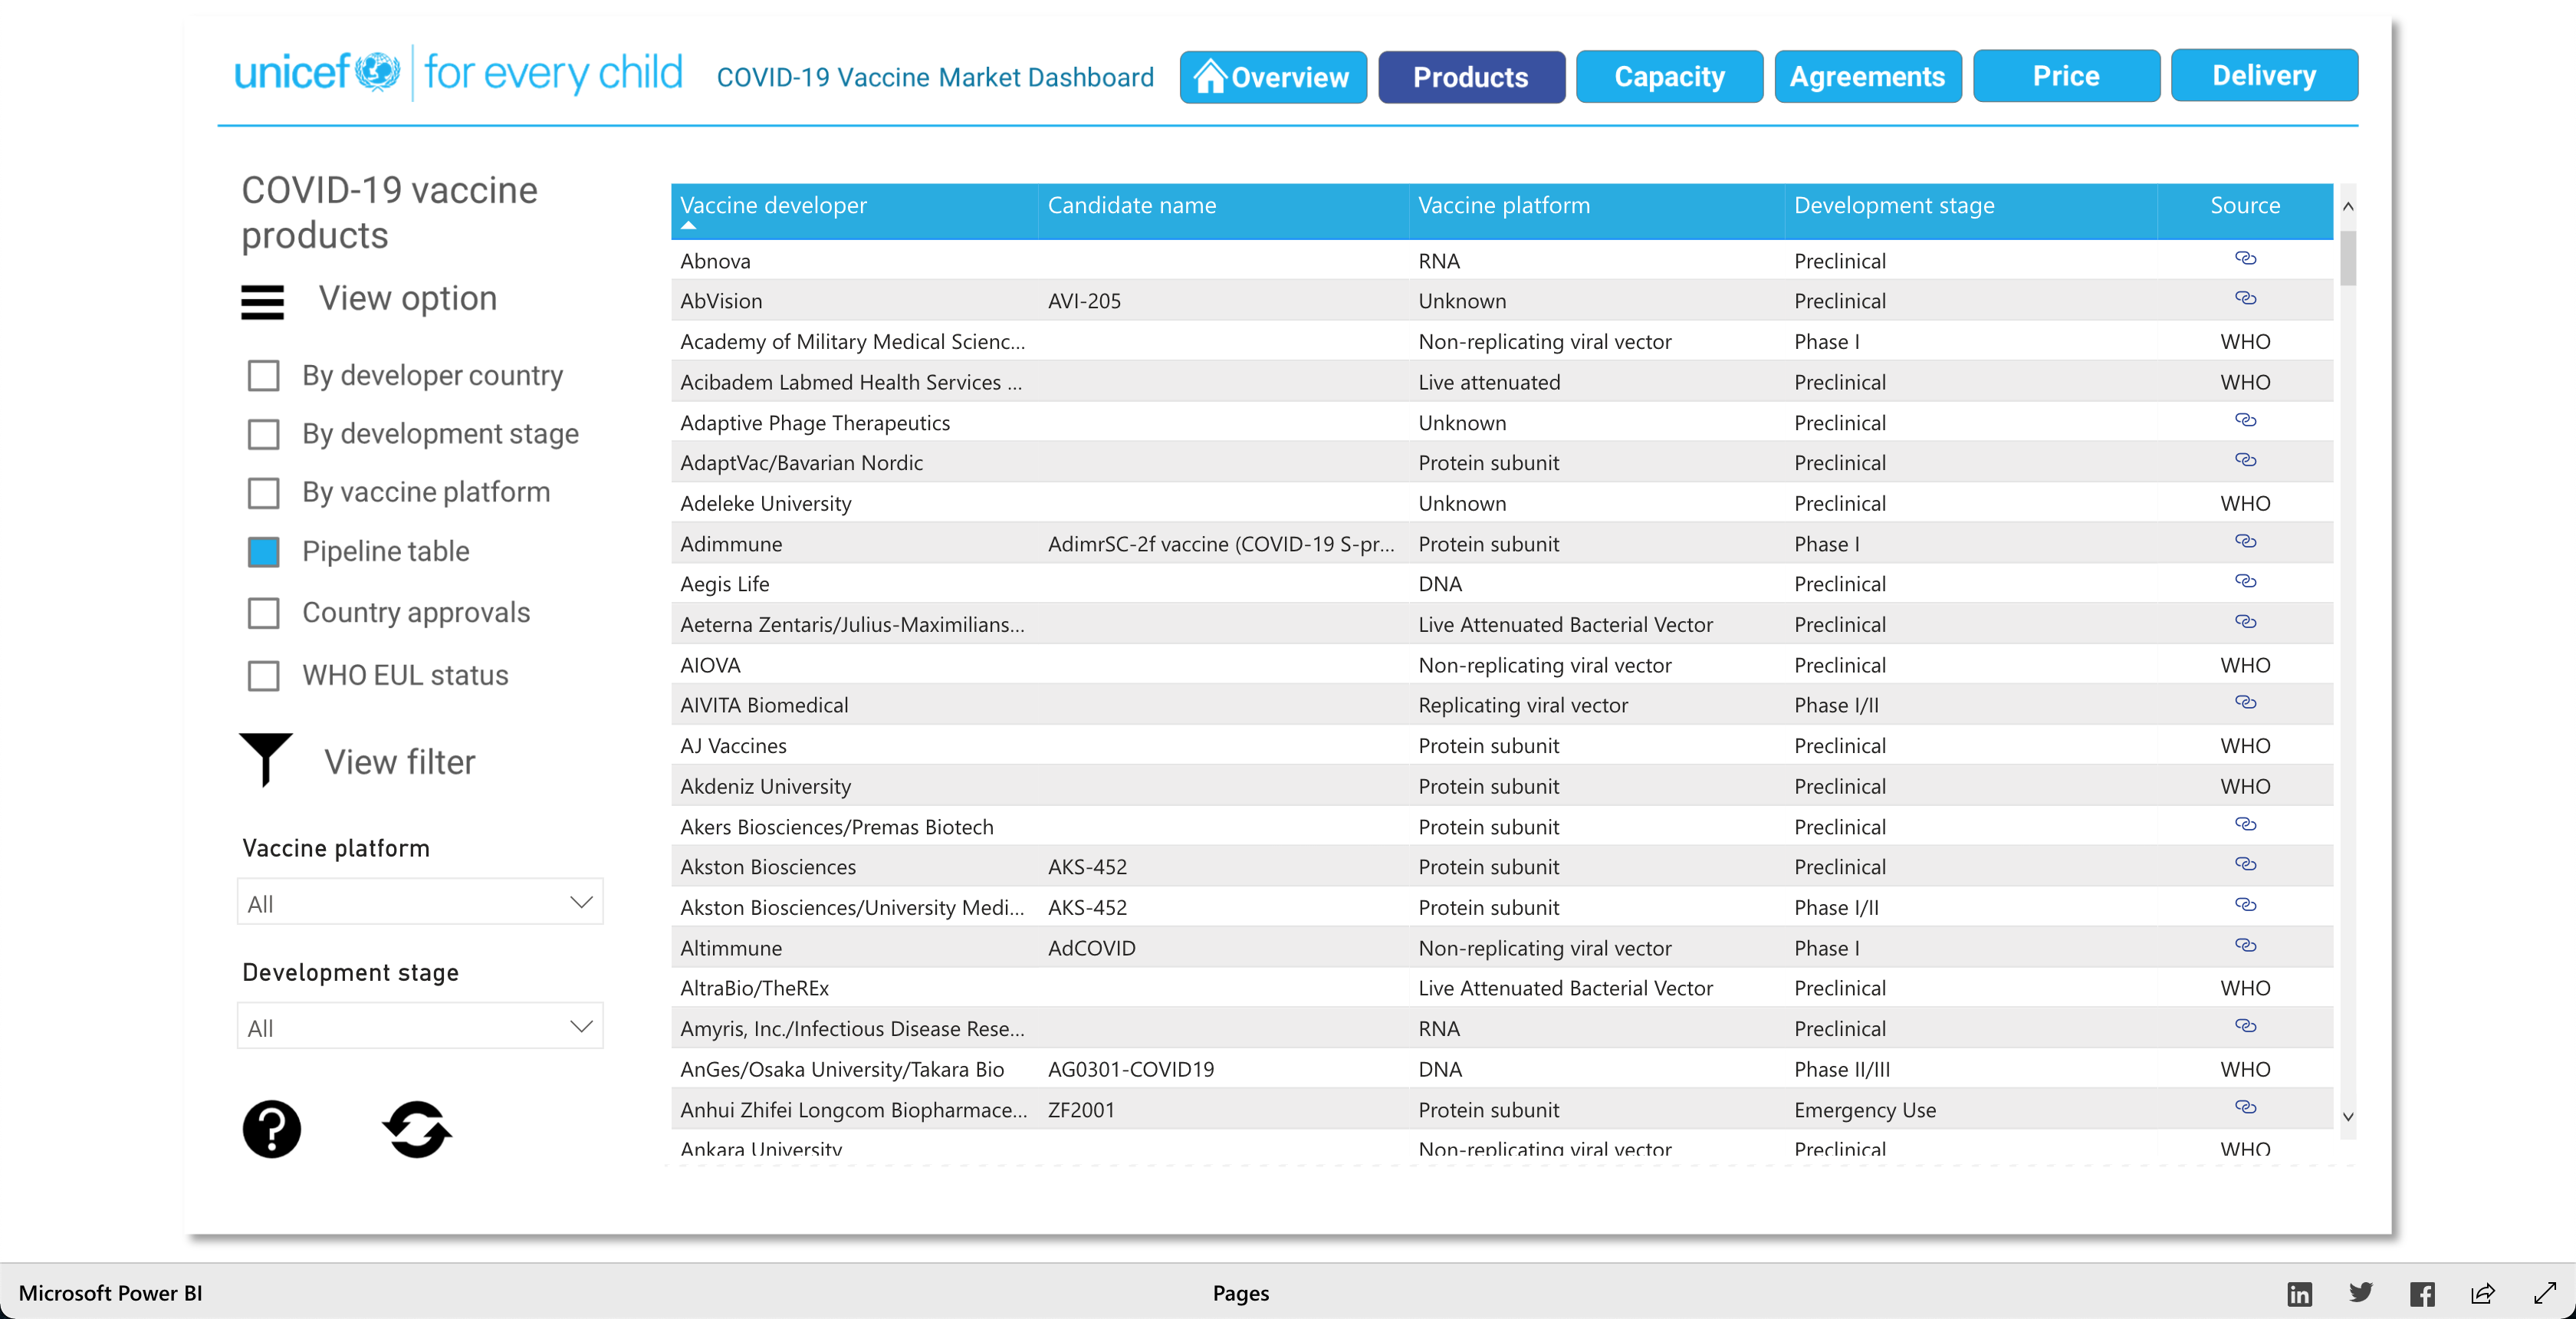 unicef for every child COVID-19 Vaccine Market Dashboard Overview Products Capacity Agreements Price Delivery
COVID-19 vaccine
products
View option
By developer country
By development stage
By vaccine platform
Pipeline table
Country approvals
WHO EUL status
View filter
Vaccine platform
All
Development stage
All
?
Vaccine developer Candidate name Vaccine platform Development stage Source
Abnova RNA Preclinical
AbVision AVI-205 Unknown Preclinical
Academy of Military Medical Scienc... Non-replicating viral vector Phase I WHO
Acibadem Labmed Health Services ... Live attenuated Preclinical WHO
Adaptive Phage Therapeutics Unknown Preclinical
AdaptVac/Bavarian Nordic Protein subunit Preclinical
Adeleke University Unknown Preclinical WHO
Adimmune AdimrSC-2f vaccine (COVID-19 S-pr... Protein subunit Phase I
Aegis Life DNA Preclinical
Aeterna Zentaris/Julius-Maximilians... Live Attenuated Bacterial Vector Preclinical
AIOVA Non-replicating viral vector Preclinical WHO
AIVITA Biomedical Replicating viral vector Phase I/II
AJ Vaccines Protein subunit Preclinical WHO
Akdeniz University Protein subunit Preclinical WHO
Akers Biosciences/Premas Biotech Protein subunit Preclinical
Akston Biosciences AKS-452 Protein subunit Preclinical
Akston Biosciences/University Medi... AKS-452 Protein subunit Phase I/II
Altimmune AdCOVID Non-replicating viral vector Phase I
AltraBio/TheREx Live Attenuated Bacterial Vector Preclinical WHO
Amyris, Inc./Infectious Disease Rese... RNA Preclinical
AnGes/Osaka University/Takara Bio AG0301-COVID19 DNA Phase II/III WHO
Anhui Zhifei Longcom Biopharmace... ZF2001 Protein subunit Emergency Use
Ankara University Non-replicating viral vector Preclinical WHO
Microsoft Power BI Pages